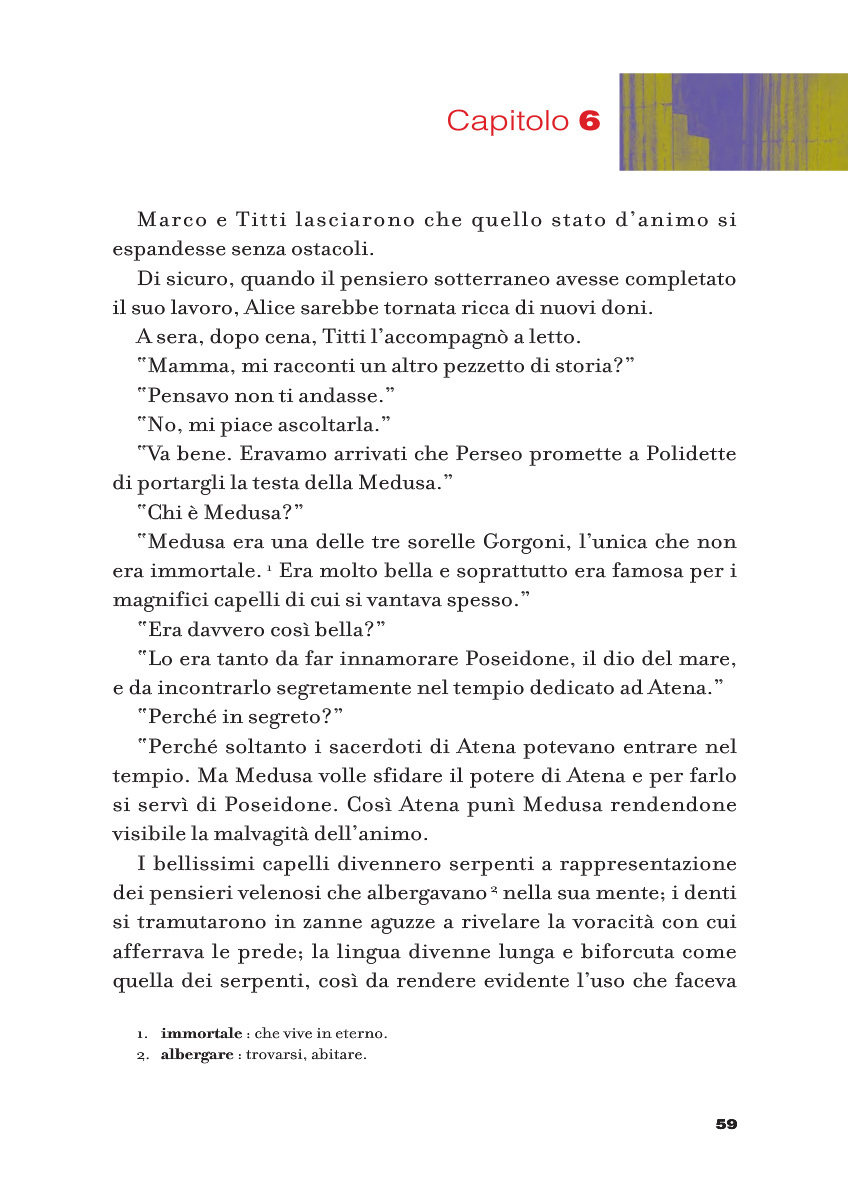 Capitolo 6
Marco e Titti lasciarono che quello stato d’animo si
espandesse senza ostacoli.
Di sicuro, quando il pensiero sotterraneo avesse completato
il suo lavoro, Alice sarebbe tornata ricca di nuovi doni.
A sera, dopo cena, Titti l’accompagnò a letto.
‟Mamma, mi racconti un altro pezzetto di storia?”
‟Pensavo non ti andasse.”
‟No, mi piace ascoltarla.”
‟Va bene. Eravamo arrivati che Perseo promette a Polidette
di portargli la testa della Medusa.”
‟Chi è Medusa?”
‟Medusa era una delle tre sorelle Gorgoni, l’unica che non
era immortale. ¹ Era molto bella e soprattutto era famosa per i
magnifici capelli di cui si vantava spesso.”
‟Era davvero così bella?”
‟Lo era tanto da far innamorare Poseidone, il dio del mare,
e da incontrarlo segretamente nel tempio dedicato ad Atena.”
‟Perché in segreto?”
‟Perché soltanto i sacerdoti di Atena potevano entrare nel
tempio. Ma Medusa volle sfidare il potere di Atena e per farlo
si servì di Poseidone. Così Atena punì Medusa rendendone
visibile la malvagità dell’animo.
I bellissimi capelli divennero serpenti a rappresentazione
dei pensieri velenosi che albergavano ² nella sua mente; i denti
si tramutarono in zanne aguzze a rivelare la voracità con cui
afferrava le prede; la lingua divenne lunga e biforcuta come
quella dei serpenti, così da rendere evidente l’uso che faceva
1. immortale : che vive in eterno.
2. albergare : trovarsi, abitare.
59